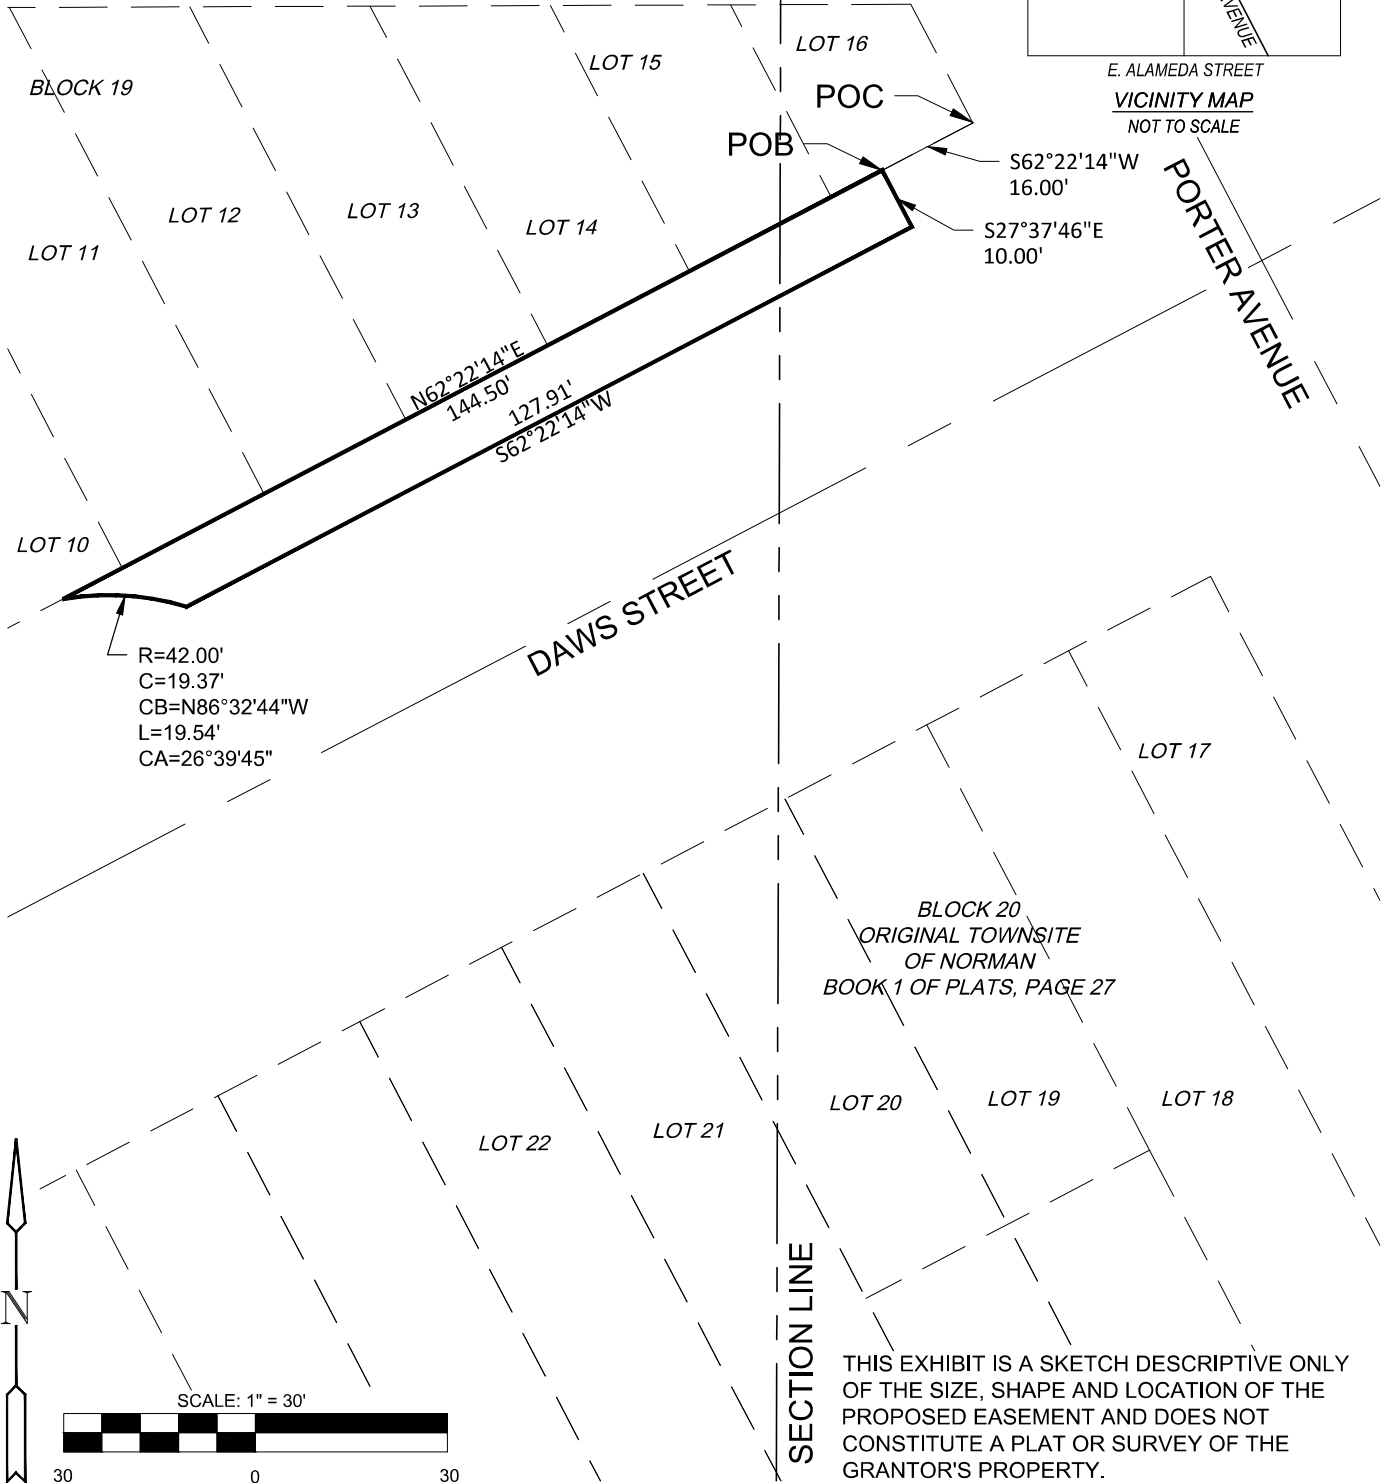 AVENUE
E. ALAMEDA STREET
VICINITY MAP
NOT TO SCALE
LOT 16
LOT 15
BLOCK 19
POC
POB
S62°22'14"W
16.00'
S27°37'46"E
10.00'
PORTER AVENUE
LOT 12
LOT 13
LOT 14
LOT 11
N62°22'14"E
144.50'
127.91'
S62°22'14"W
LOT 10
DAWS STREET
R=42.00'
C=19.37'
CB=N86°32'44"W
L=19.54'
CA=26°39'45"
LOT 17
BLOCK 20
ORIGINAL TOWNSITE
OF NORMAN
BOOK 1 OF PLATS, PAGE 27
LOT 22
LOT 21
LOT 20
LOT 19
LOT 18
SECTION LINE
N
SCALE: 1" = 30'
30 0 30
THIS EXHIBIT IS A SKETCH DESCRIPTIVE ONLY
OF THE SIZE, SHAPE AND LOCATION OF THE
PROPOSED EASEMENT AND DOES NOT
CONSTITUTE A PLAT OR SURVEY OF THE
GRANTOR'S PROPERTY.